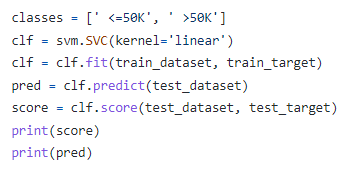 classes = [' <=50K', ' >50K']
clf = svm.SVC(kernel='linear')
clf = clf.fit(train_dataset, train_target)
pred = clf.predict(test_dataset)
score = clf.score(test_dataset, test_target)
print(score)
print(pred)